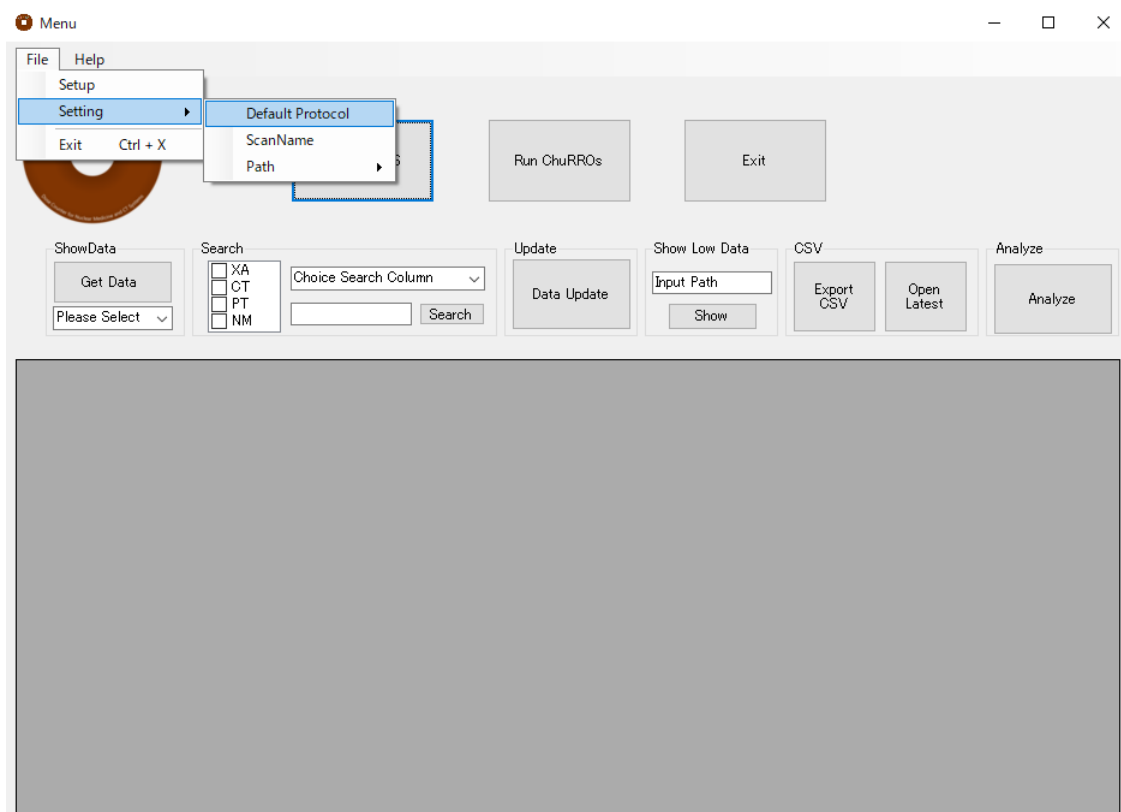 Menu
File Help
Setup
Setting
Exit Ctrl + X
Default Protocol
ScanName
Path
S
Run ChuRROs
Exit
ShowData
Get Data
Please Select
Search
XA
CT
PT
NM
Choice Search Column
Search
Update
Data Update
Show Low Data
Input Path
Show
CSV
Export
CSV
Open
Latest
Analyze
Analyze